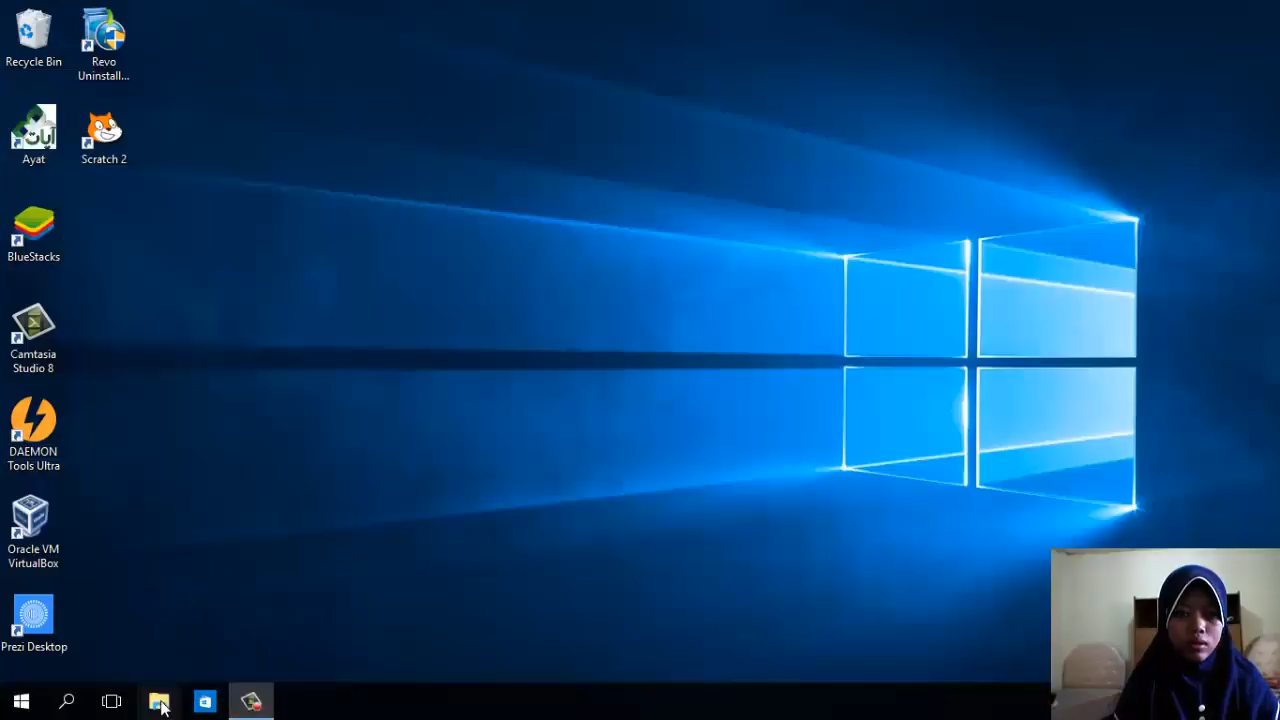 Recycle Bin
Revo
Uninstall...
Ayat
آيات
Scratch 2
BlueStacks
Camtasia
Studio 8
DAEMON
Tools Ultra
Oracle VM
VirtualBox
Prezi Desktop